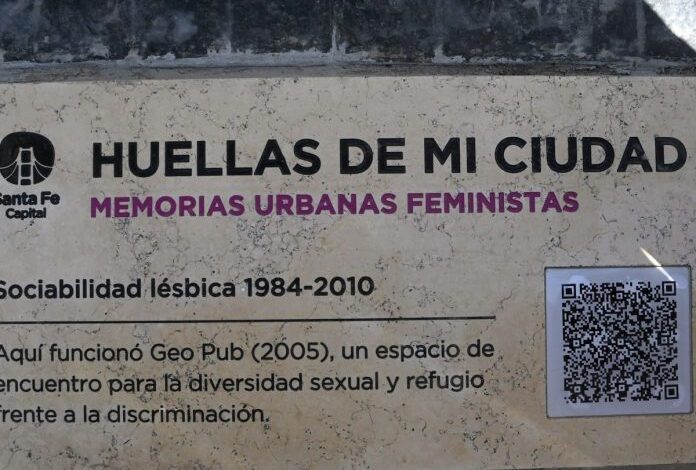 HUELLAS DE MI CIUDAD
MEMORIAS URBANAS FEMINISTAS
Santa Fe
Capital
Sociabilidad lésbica 1984-2010
Aquí funcionó Geo Pub (2005), un espacio de
encuentro para la diversidad sexual y refugio
frente a la discriminación.